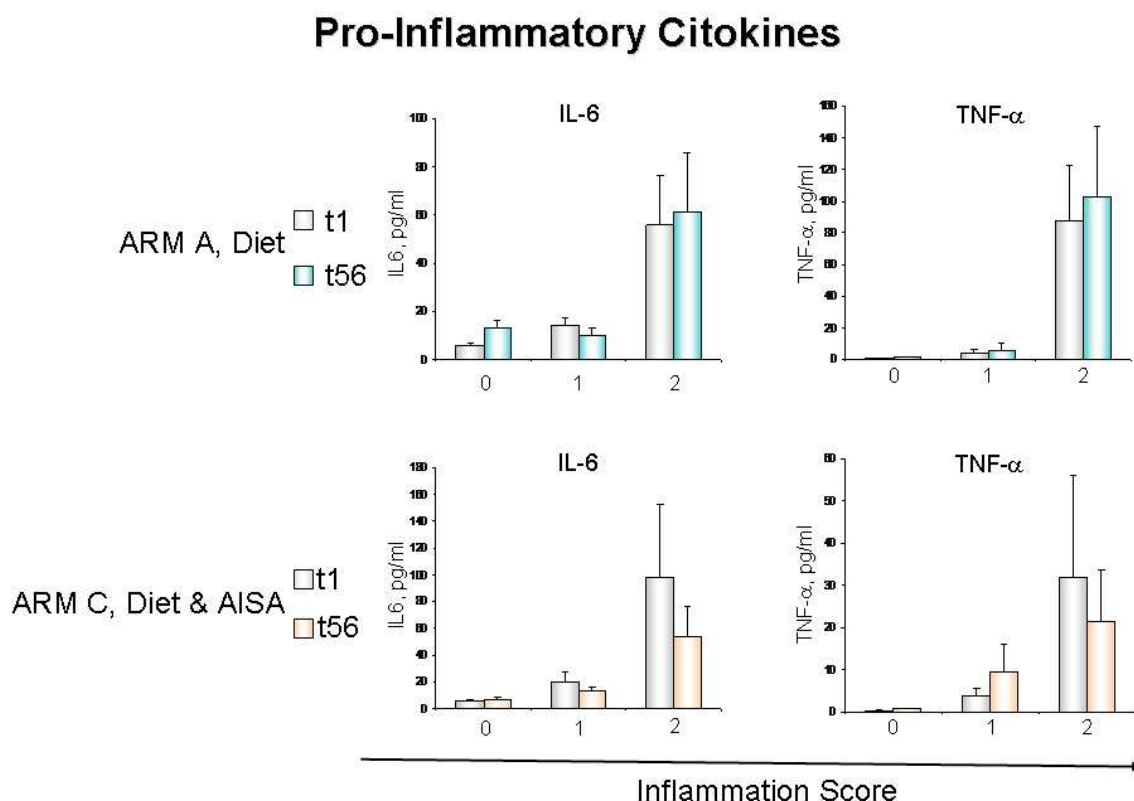 Pro-Inflammatory Citokines
ARM A, Diet
t1
t56
IL-6
IL6, pg/ml
100
80
60
40
20
0
0 1 2
TNF-α
TNF-α, pg/ml
160
140
120
100
80
60
40
20
0
0 1 2
ARM C, Diet & AISA
t1
t56
IL-6
IL6, pg/ml
180
160
140
120
100
80
60
40
20
0
0 1 2
TNF-α
TNF-α, pg/ml
60
50
40
30
20
10
0
0 1 2
Inflammation Score